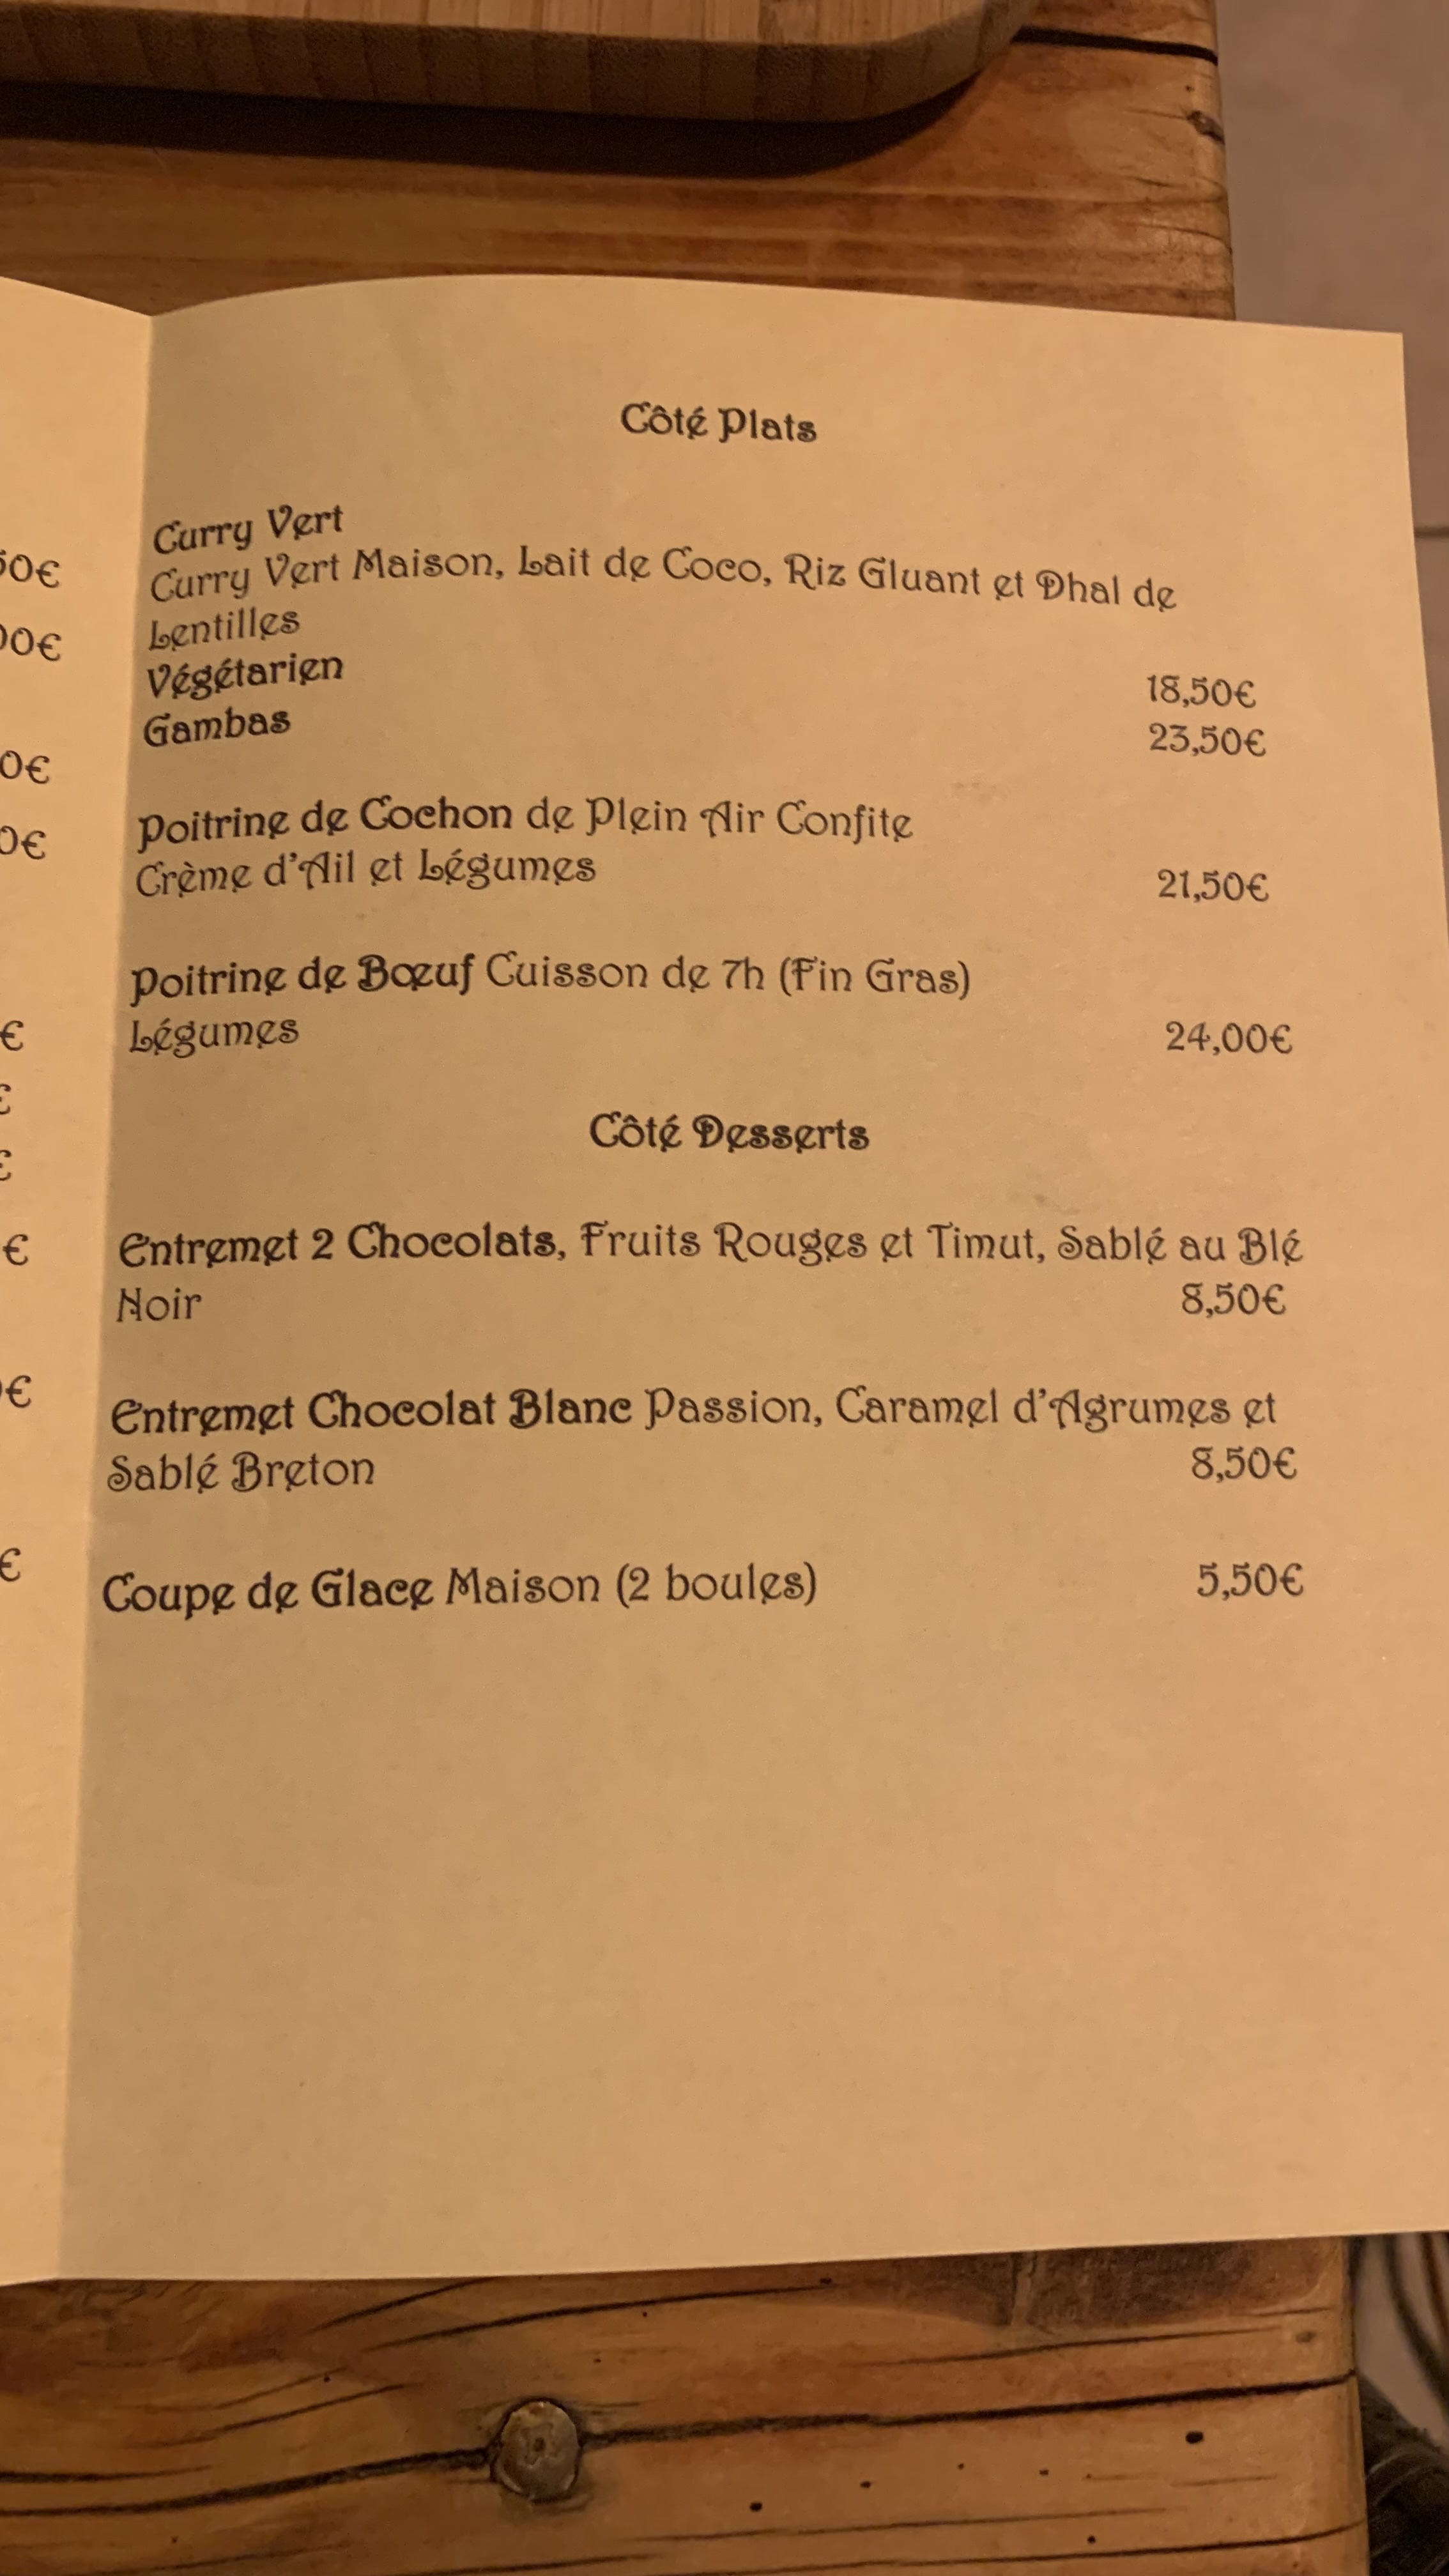 Côté Plats
Curry Vert
Curry Vert Maison, Lait de Coco, Riz Gluant et Dhal de
Lentilles
Végétarien 18,50€
Gambas 23,50€
Poitrine de Cochon de Plein Air Confite
Crème d'Ail et Légumes 21,50€
Poitrine de Bœuf Cuisson de 7h (Fin Gras)
Légumes 24,00€
Côté Desserts
Entremet 2 Chocolats, Fruits Rouges et Timut, Sablé au Blé
Noir 8,50€
Entremet Chocolat Blanc Passion, Caramel d'Agrumes et
Sablé Breton 8,50€
Coupe de Glace Maison (2 boules) 5,50€